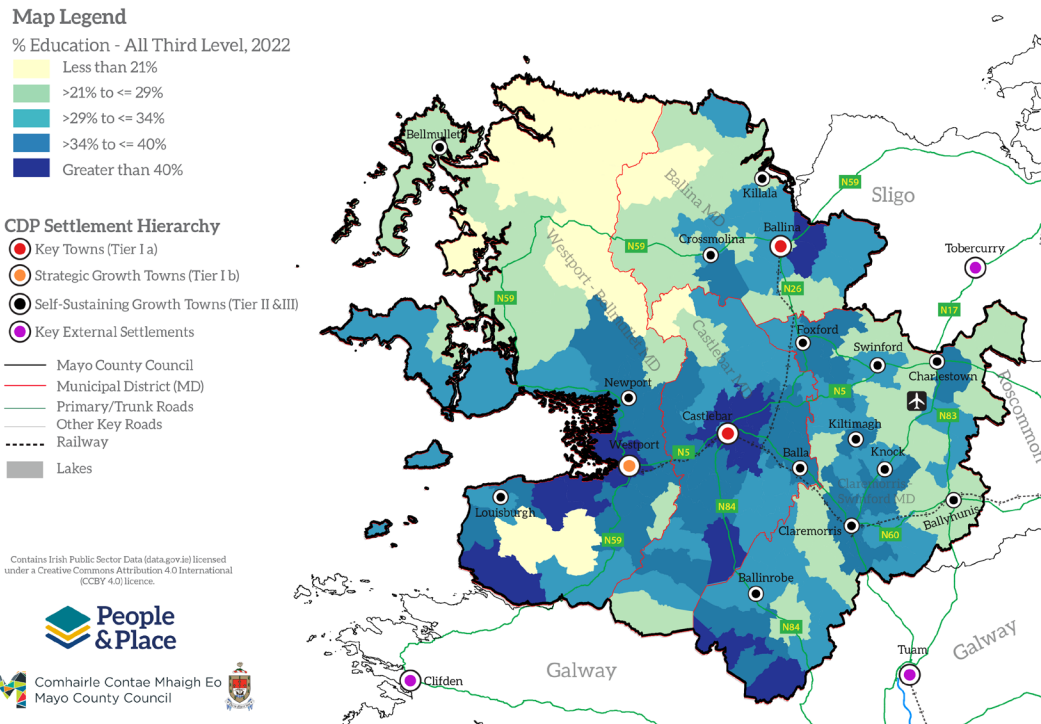 Map Legend
% Education - All Third Level, 2022
Less than 21%
>21% to <= 29%
>29% to <= 34%
>34% to <= 40%
Greater than 40%
CDP Settlement Hierarchy
Key Towns (Tier I a)
Strategic Growth Towns (Tier I b)
Self-Sustaining Growth Towns (Tier II &III)
Key External Settlements
Mayo County Council
Municipal District (MD)
Primary/Trunk Roads
Other Key Roads
Railway
Lakes
Contains Irish Public Sector Data (data.gov.ie) licensed
under a Creative Commons Attribution 4.0 International
(CCBY 4.0) licence.
People
&Place
Comhairle Contae Mhaigh Eo
Mayo County Council
Bellmullet
Killala
N59
Sligo
Ballina MD
Ballina
Crossmolina
N59
Tobercurry
Westport - Bellmullet MD
N26
N59
N17
Castlebar MD
Foxford
Swinford
Charlestown
Roscommon
Newport
N5
N83
Castlebar
Kiltimagh
Westport
N5
Balla
Knock
Claremorris-
Swinford MD
Louisburgh
N84
Ballyhunis
Claremorris
N60
N59
Ballinrobe
N84
Galway
Galway
Tuam
Clifden